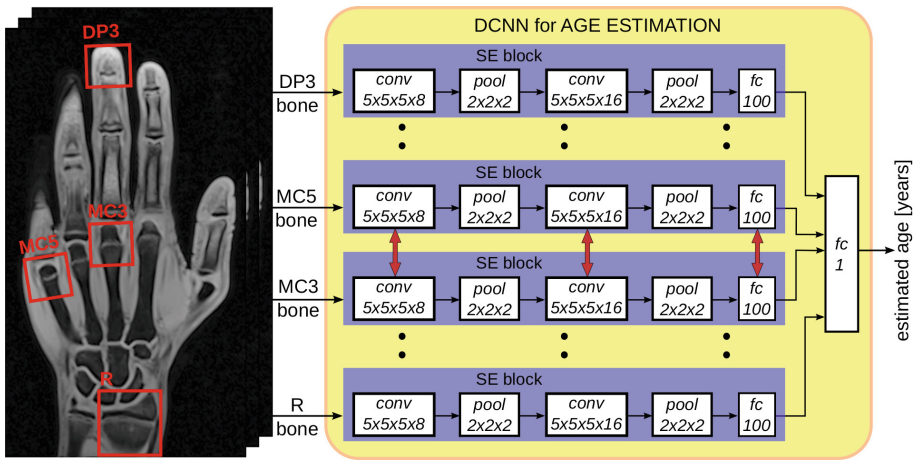 DP3
MC3
MC5
R
DCNN for AGE ESTIMATION
DP3
bone
SE block
conv
5x5x5x8
pool
2x2x2
conv
5x5x5x16
pool
2x2x2
fc
100
MC5
bone
SE block
conv
5x5x5x8
pool
2x2x2
conv
5x5x5x16
pool
2x2x2
fc
100
MC3
bone
SE block
conv
5x5x5x8
pool
2x2x2
conv
5x5x5x16
pool
2x2x2
fc
100
R
bone
SE block
conv
5x5x5x8
pool
2x2x2
conv
5x5x5x16
pool
2x2x2
fc
100
fc
1
estimated age [years]